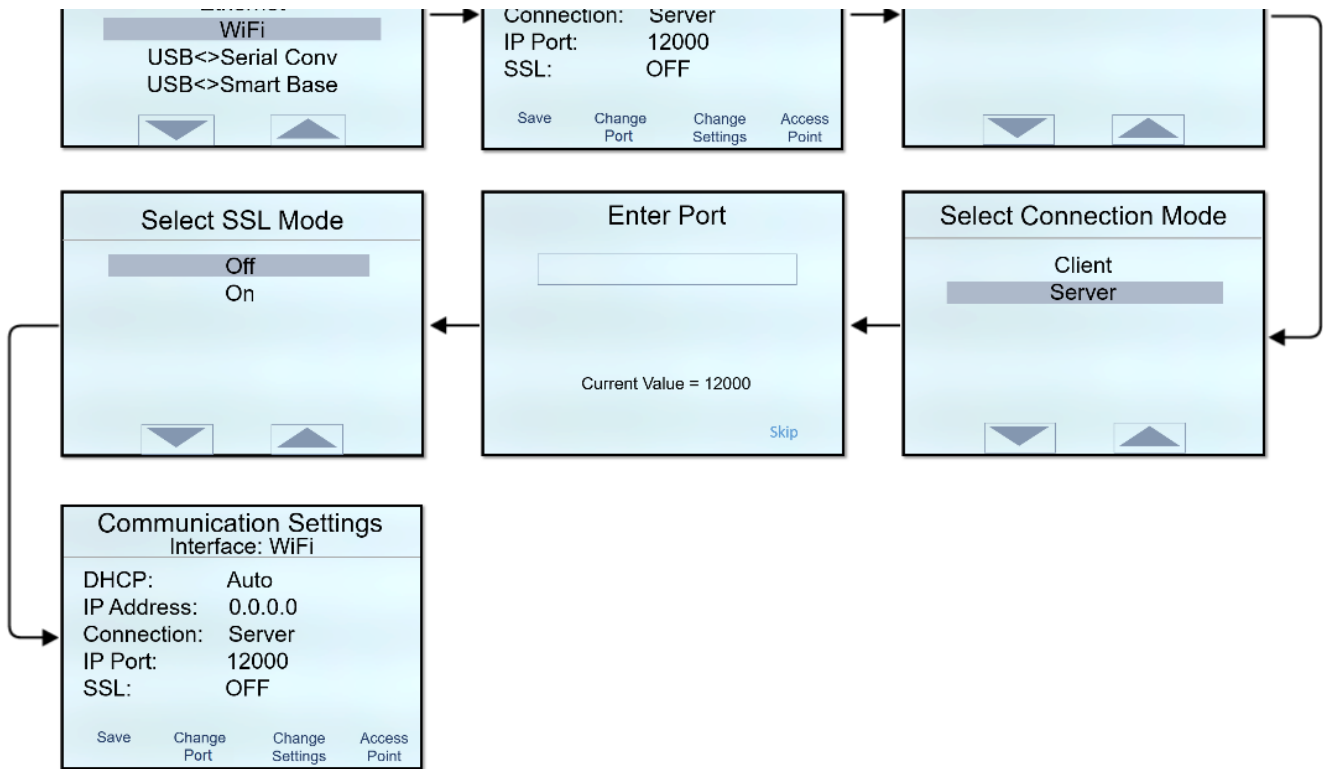 WiFi
USB<>Serial Conv
USB<>Smart Base
Connection: Server
IP Port: 12000
SSL: OFF
Save Change Port Change Settings Access Point
Select SSL Mode
Off
On
Enter Port
Current Value = 12000
Skip
Select Connection Mode
Client
Server
Communication Settings
Interface: WiFi
DHCP: Auto
IP Address: 0.0.0.0
Connection: Server
IP Port: 12000
SSL: OFF
Save Change Port Change Settings Access Point